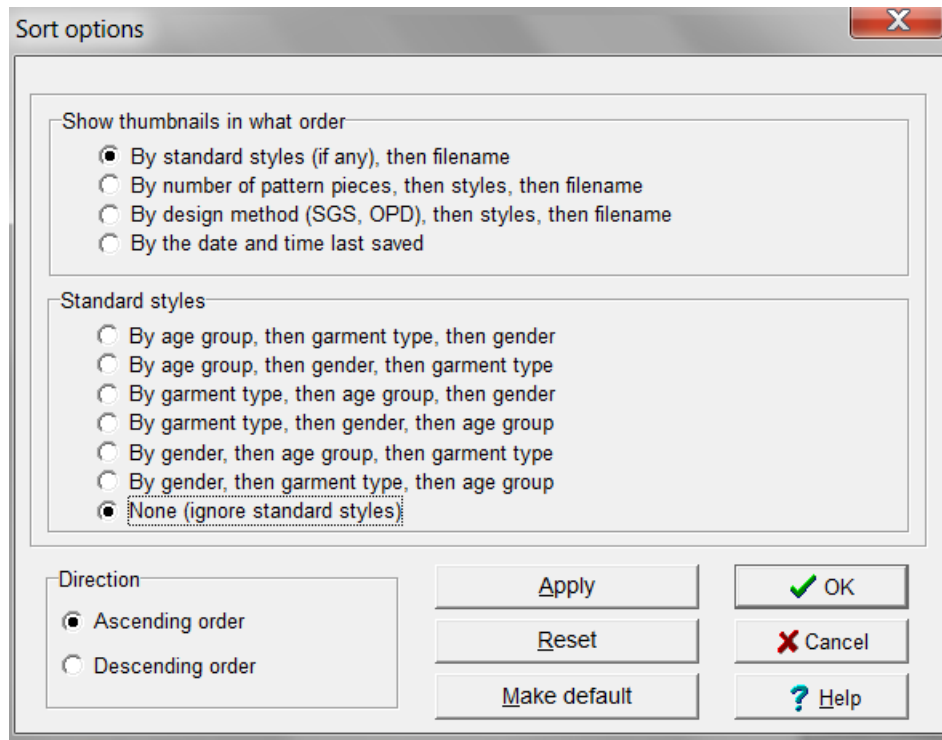 Sort options
Show thumbnails in what order
By standard styles (if any), then filename
By number of pattern pieces, then styles, then filename
By design method (SGS, OPD), then styles, then filename
By the date and time last saved
Standard styles
By age group, then garment type, then gender
By age group, then gender, then garment type
By garment type, then age group, then gender
By garment type, then gender, then age group
By gender, then age group, then garment type
By gender, then garment type, then age group
None (ignore standard styles)
Direction
Ascending order
Descending order
Apply
Reset
Make default
OK
Cancel
Help